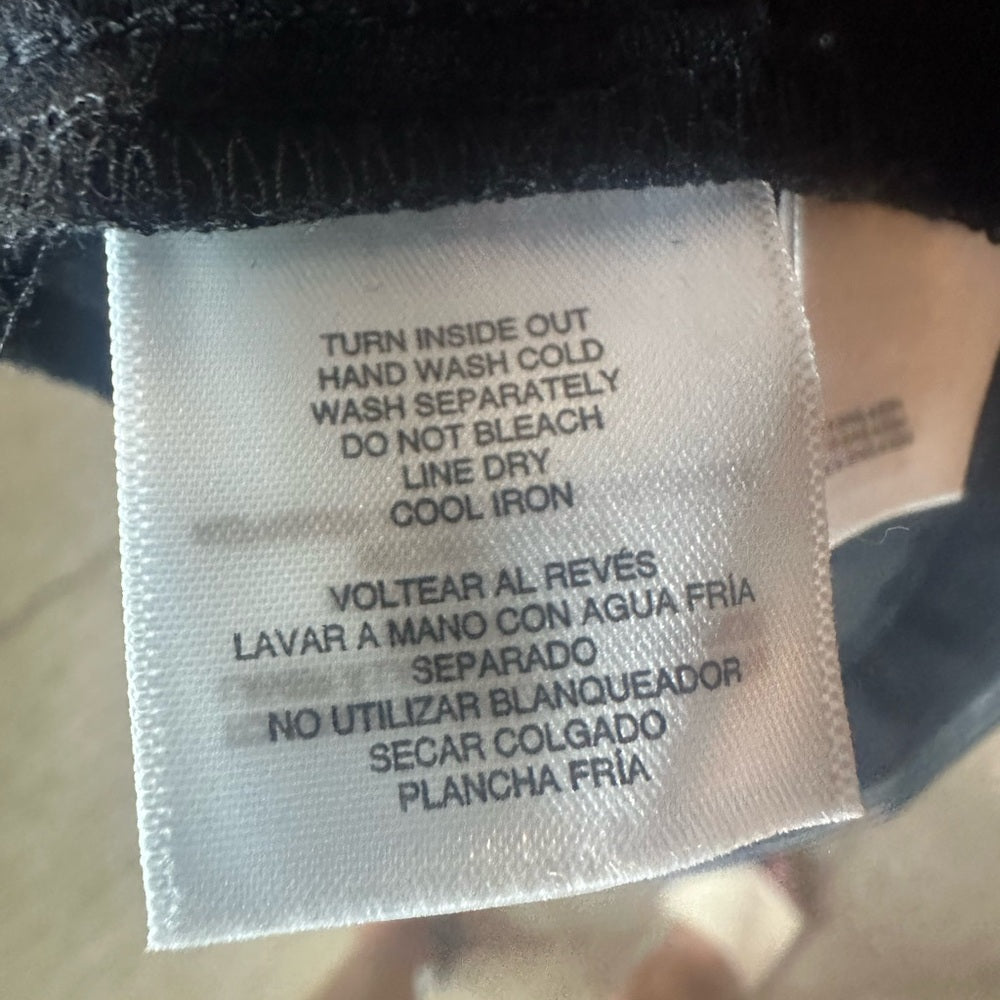 TURN INSIDE OUT
HAND WASH COLD
WASH SEPARATELY
DO NOT BLEACH
LINE DRY
COOL IRON
VOLTEAR AL REVÉS
LAVAR A MANO CON AGUA FRÍA
SEPARADO
NO UTILIZAR BLANQUEADOR
SECAR COLGADO
PLANCHA FRÍA